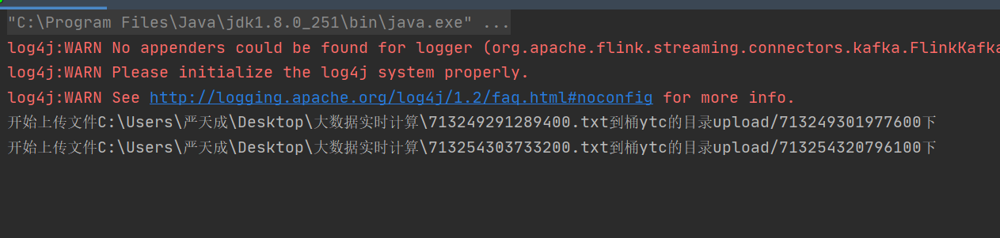 "C:\Program Files\Java\jdk1.8.0_251\bin\java.exe" ...
log4j:WARN No appenders could be found for logger (org.apache.flink.streaming.connectors.kafka.FlinkKafka
log4j:WARN Please initialize the log4j system properly.
log4j:WARN See http://logging.apache.org/log4j/1.2/faq.html#noconfig for more info.
开始上传文件C:\Users\严天成\Desktop\大数据实时计算\713249291289400.txt到桶ytc的目录upload/713249301977600下
开始上传文件C:\Users\严天成\Desktop\大数据实时计算\713254303733200.txt到桶ytc的目录upload/713254320796100下